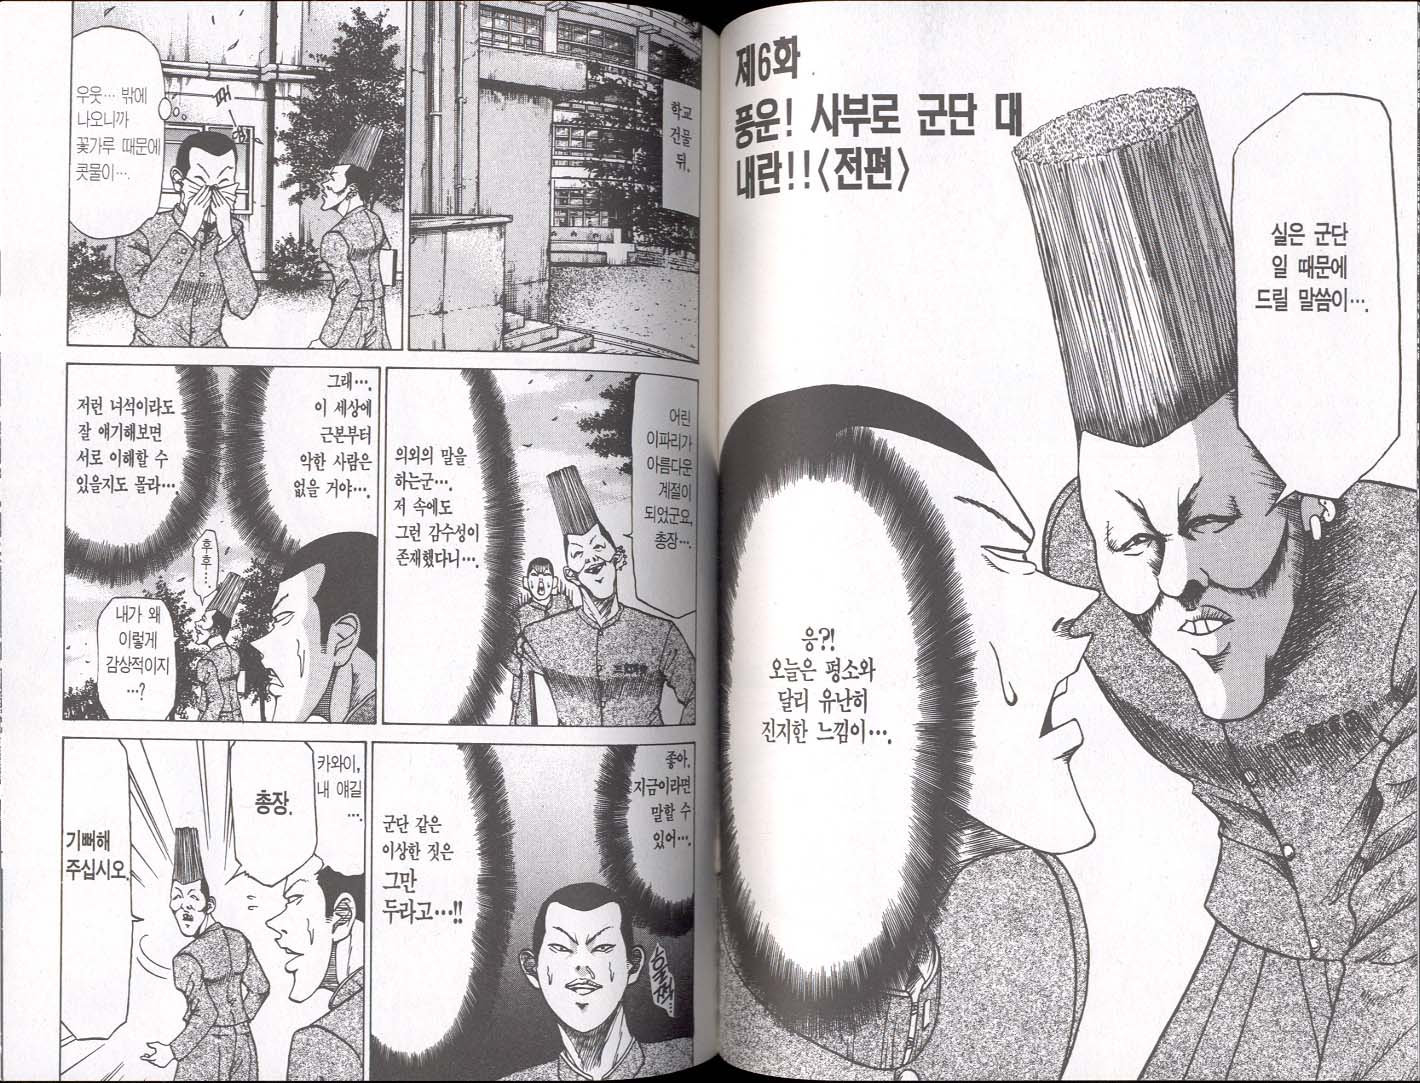 제6화
풍운! 사부로 군단 대
내란!!<전편>
실은 군단
일 때문에
드릴 말씀이….
응?!
오늘은 평소와
달리 유난히
진지한 느낌이….
학교
건물
뒤.
우웃… 밖에
나오니까
꽃가루 때문에
콧물이….
패
앵
어린
이파리가
아름다운
계절이
되었군요,
총장….
의외의 말을
하는군….
저 속에도
그런 감수성이
존재했다니….
그래….
이 세상에
근본부터
악한 사람은
없을 거야….
저런 녀석이라도
잘 얘기해보면
서로 이해할 수
있을지도 몰라….
후
후
…
내가 왜
이렇게
감상적이지
…?
좋아.
지금이라면
말할 수
있어….
군단 같은
이상한 짓은
그만
두라고…!!
카와이,
내 얘길
….
총장.
기뻐해
주십시오.